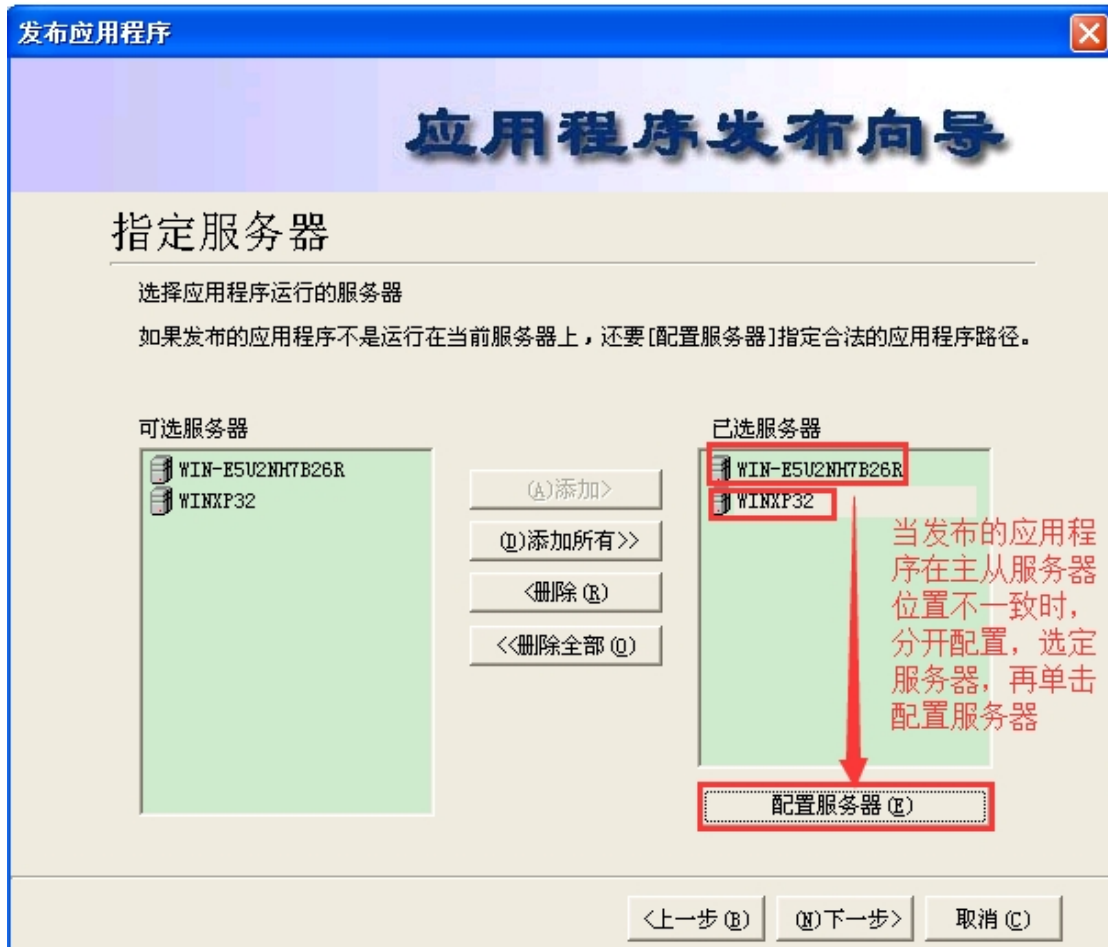 发布应用程序
应用程序发布向导
指定服务器
选择应用程序运行的服务器
如果发布的应用程序不是运行在当前服务器上，还要[配置服务器]指定合法的应用程序路径。
可选服务器
WIN-E5U2NH7B26R
WINXP32
(A)添加>
(D)添加所有>>
<删除(R)
<<删除全部(O)
已选服务器
WIN-E5U2NH7B26R
WINXP32
当发布的应用程
序在主从服务器
位置不一致时，
分开配置，选定
服务器，再单击
配置服务器
配置服务器(E)
<上一步(B)
(N)下一步>
取消(C)